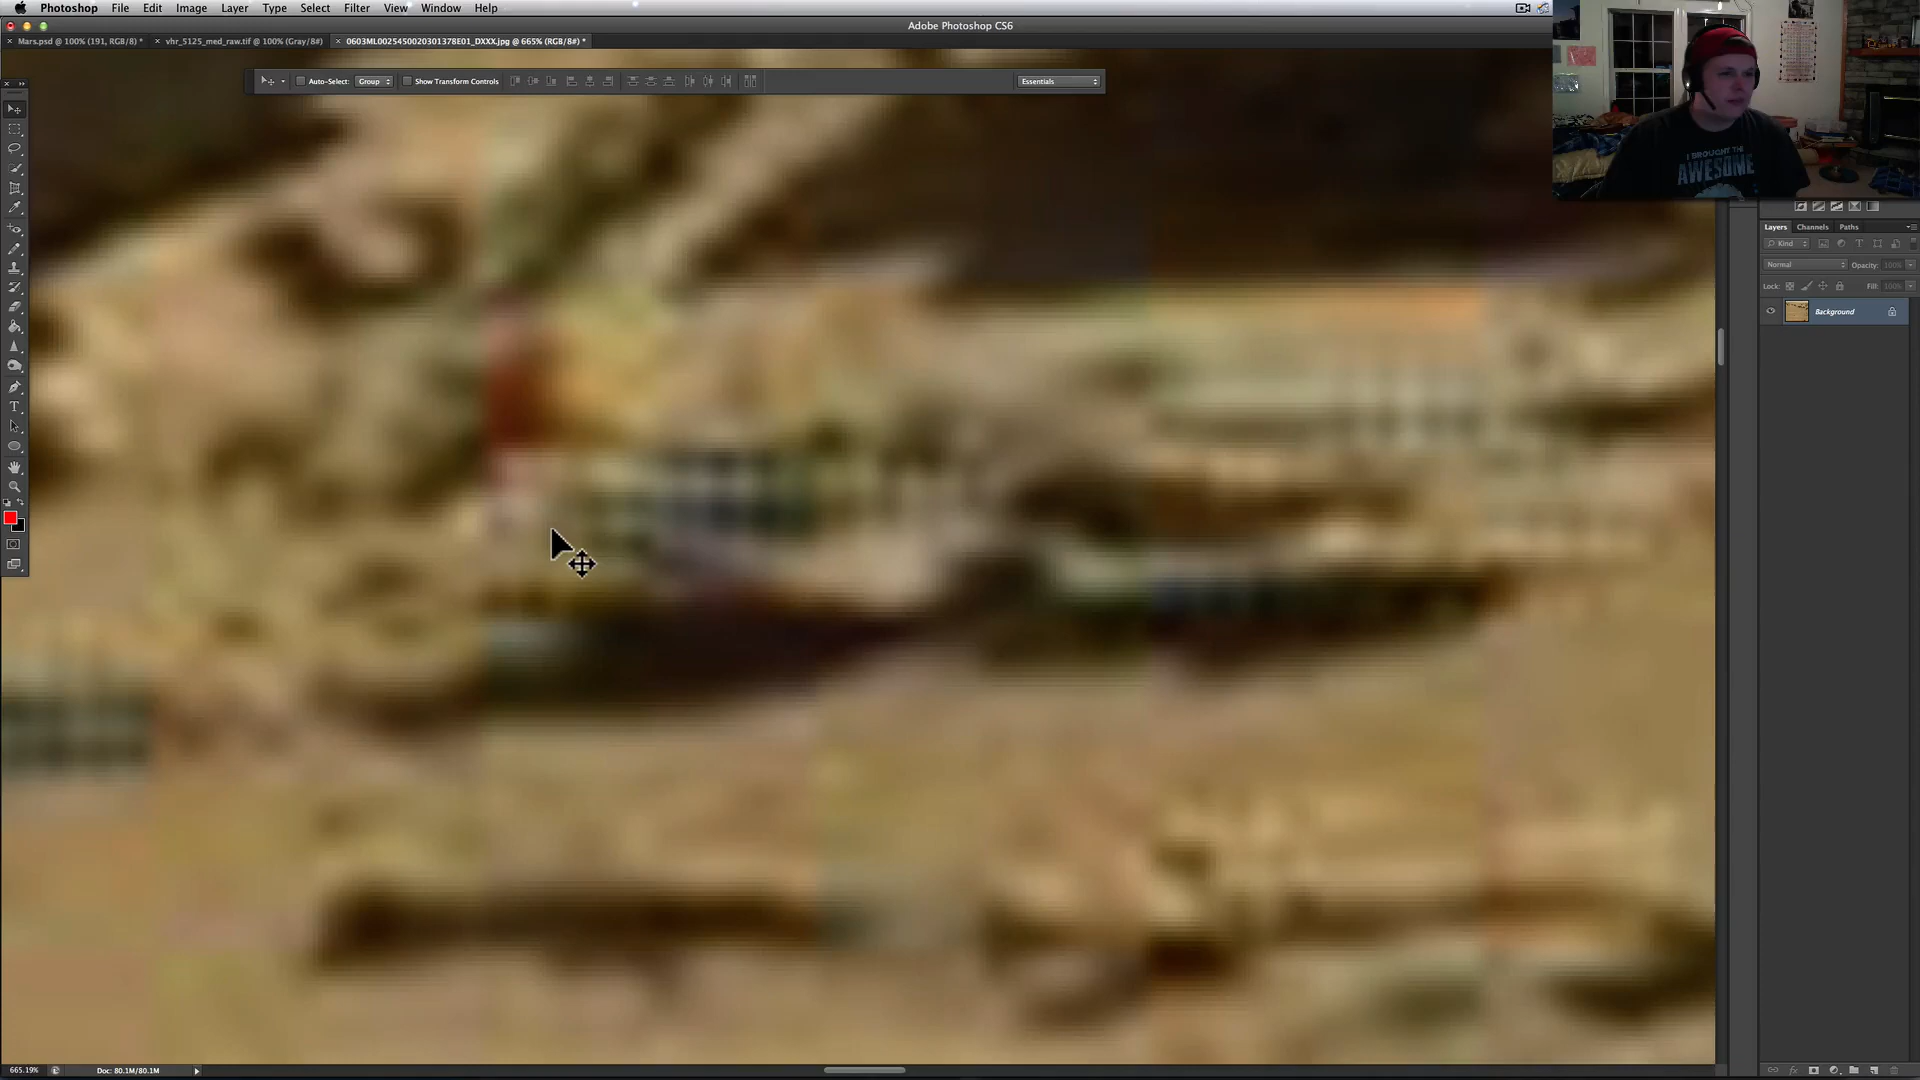 Photoshop File Edit Image Layer Type Select Filter View Window Help
Adobe Photoshop CS6
Mars.psd @ 100% (191, RGB/8) * vhr_5125_med_raw.tif @ 100% (Gray/8#) 0603ML0025450020301378E01_DXXX.jpg @ 665% (RGB/8#) *
Auto-Select: Group Show Transform Controls Essentials
I BROUGHT THE
AWESOME
Layers Channels Paths
Kind
Normal Opacity: 100%
Lock: Fill: 100%
Background
665.19% Doc: 80.1M/80.1M